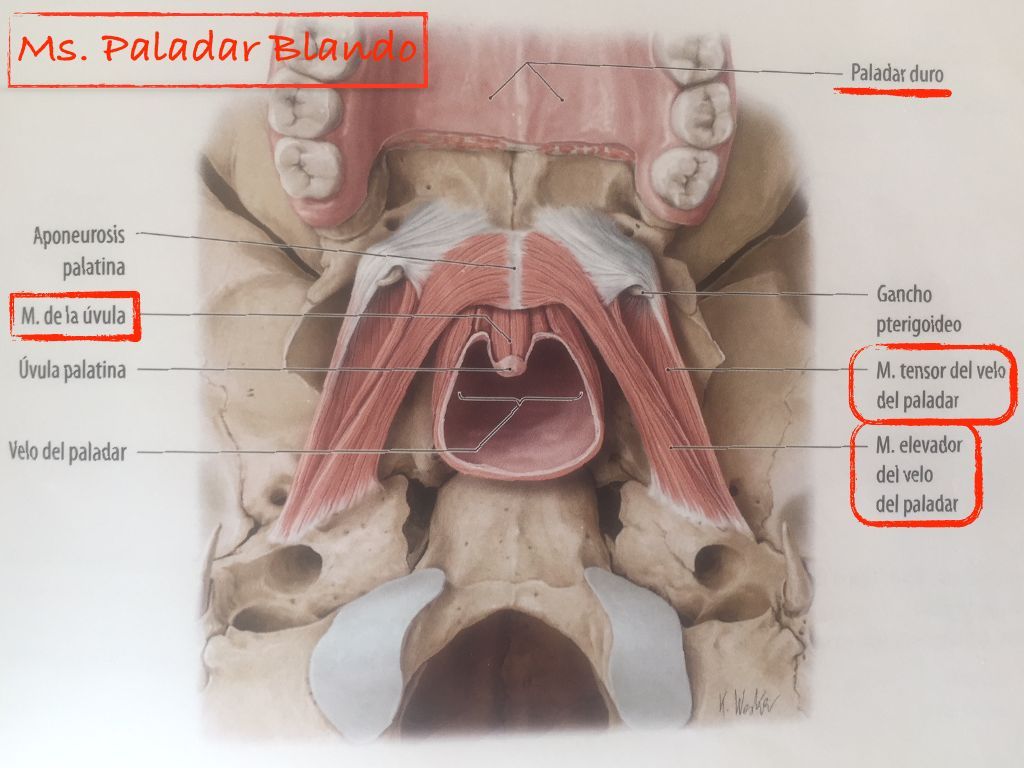 Ms. Paladar Blando
Paladar duro
Aponeurosis
palatina
M. de la úvula
Úvula palatina
Velo del paladar
Gancho
pterigoideo
M. tensor del velo
del paladar
M. elevador
del velo
del paladar